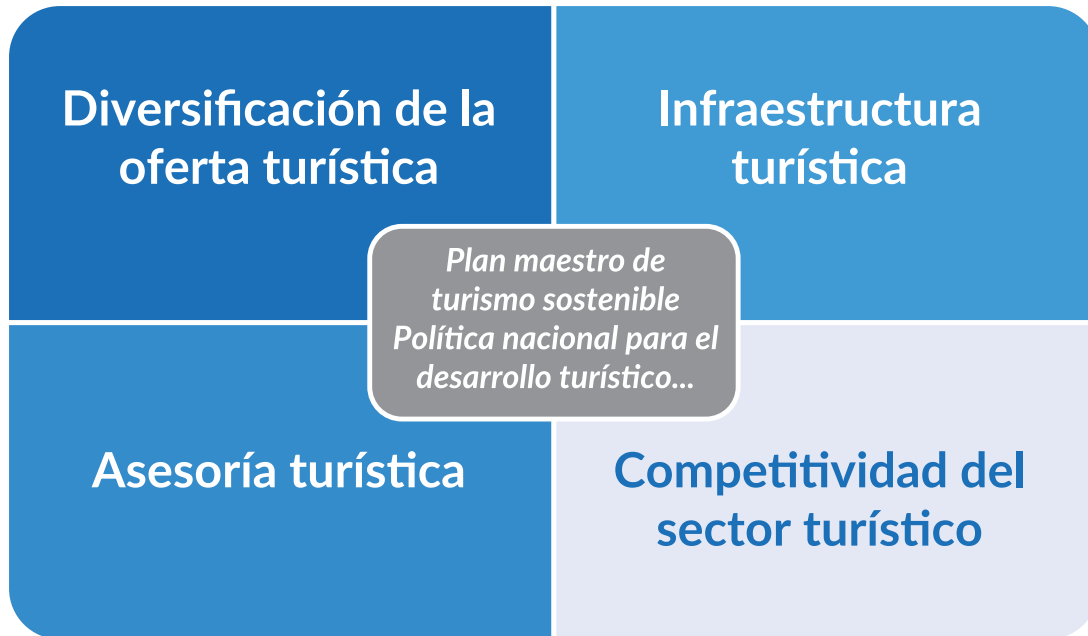 Diversificación de la
oferta turística
Infraestructura
turística
Plan maestro de
turismo sostenible
Política nacional para el
desarrollo turístico...
Asesoría turística
Competitividad del
sector turístico